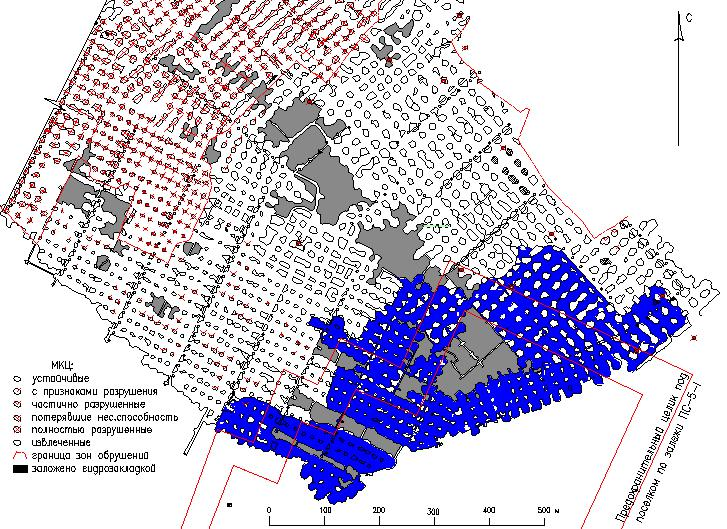 С
МКЦ:
устойчивые
с признаками разрушения
частично разрушенные
потерявшие нес.способность
полностью разрушенные
извлеченные
граница зон обрушений
заложено гидрозакладкой
0 100 200 300 400 500 м
Предохранительный целик под
поселком по залежи ПС-5-1